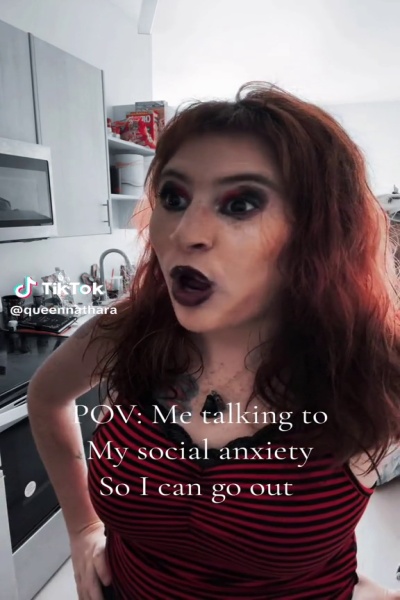 TikTok
@queennathara
POV: Me talking to
My social anxiety
So I can go out